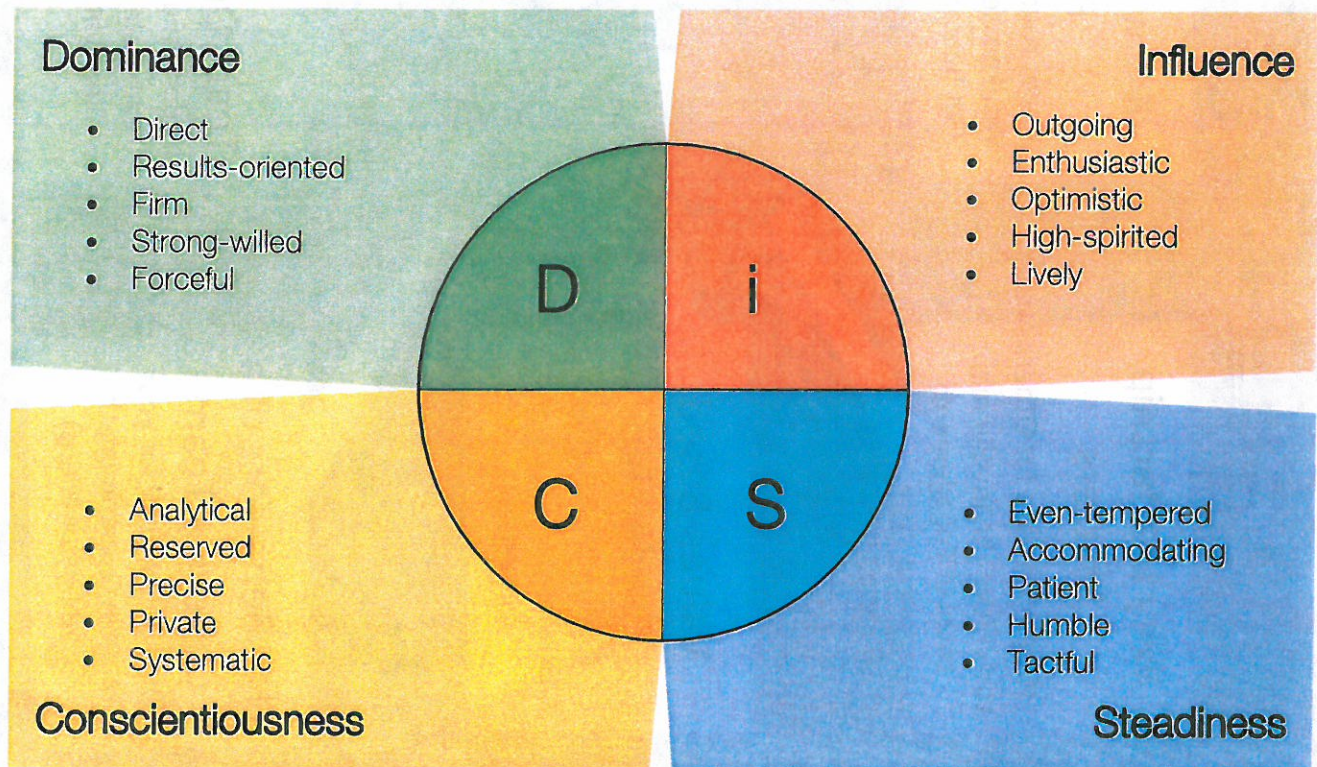 Dominance
• Direct
• Results-oriented
• Firm
• Strong-willed
• Forceful
Influence
• Outgoing
• Enthusiastic
• Optimistic
• High-spirited
• Lively
D
i
C
S
• Analytical
• Reserved
• Precise
• Private
• Systematic
Conscientiousness
• Even-tempered
• Accommodating
• Patient
• Humble
• Tactful
Steadiness